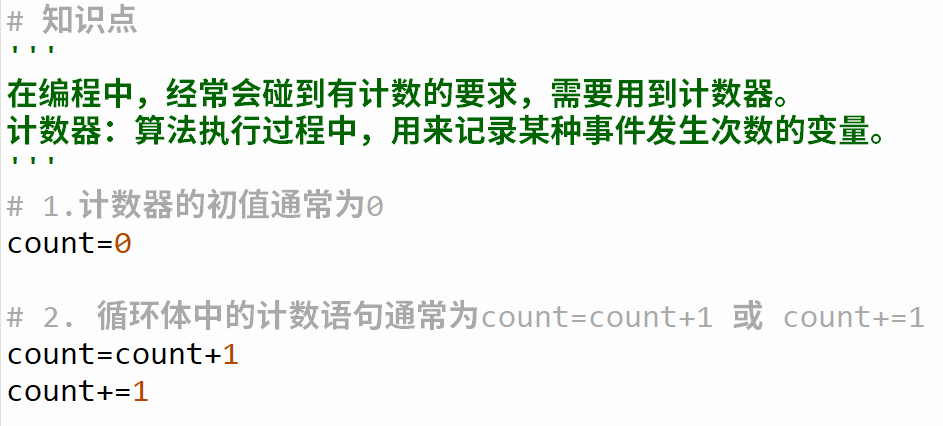 # 知识点
'''
在编程中，经常会碰到有计数的要求，需要用到计数器。
计数器：算法执行过程中，用来记录某种事件发生次数的变量。
'''
# 1.计数器的初值通常为0
count=0
# 2. 循环体中的计数语句通常为count=count+1 或 count+=1
count=count+1
count+=1